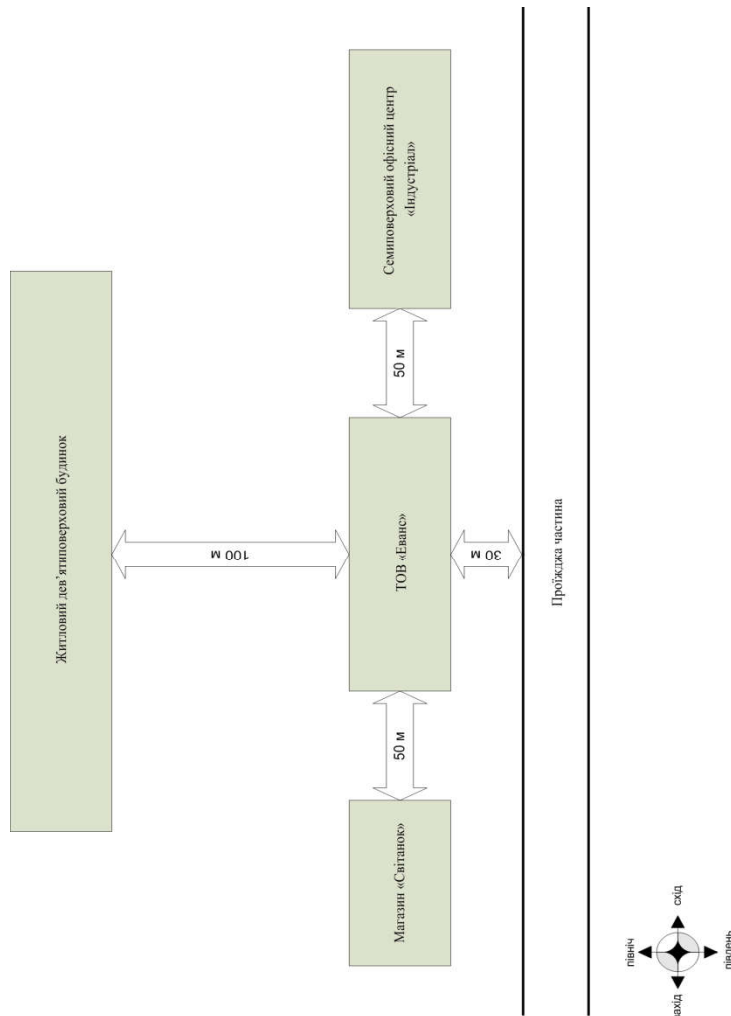 Житловий дев’ятиповерховий будинок
100 м
Семиповерховий офісний центр
«Індустріал»
50 м
ТОВ «Еванс»
30 м
50 м
Магазин «Світанок»
Проїжджа частина
північ
схід
захід
південь